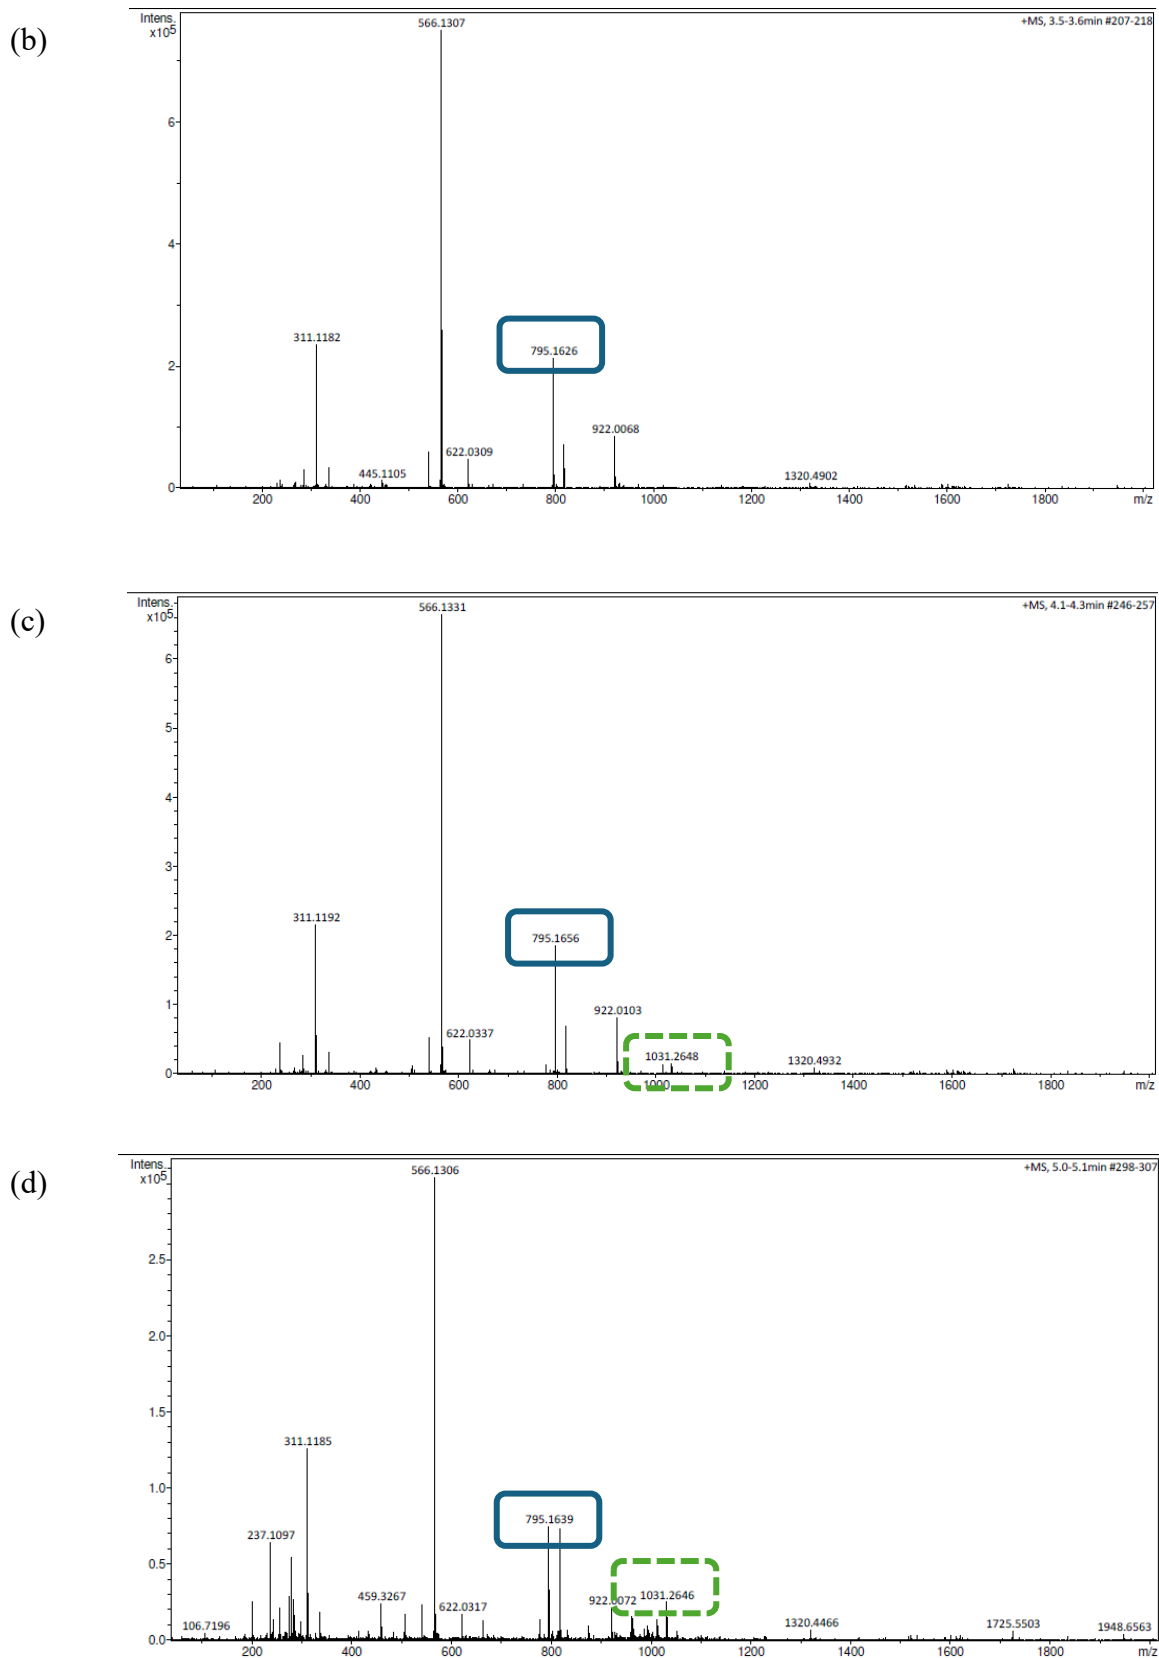 (b)
Intens.
x10⁵
+MS, 3.5-3.6min #207-218
566.1307
6
4
311.1182
795.1626
2
922.0068
622.0309
445.1105
1320.4902
0
200 400 600 800 1000 1200 1400 1600 1800 m/z
(c)
Intens.
x10⁵
+MS, 4.1-4.3min #246-257
566.1331
6
5
4
3
311.1192
795.1656
2
922.0103
1
622.0337
1031.2648
1320.4932
0
200 400 600 800 1000 1200 1400 1600 1800 m/z
(d)
Intens.
x10⁵
+MS, 5.0-5.1min #298-307
566.1306
2.5
2.0
1.5
311.1185
1.0
795.1639
237.1097
0.5
459.3267
922.0072
1031.2646
622.0317
106.7196
1320.4466
1725.5503
1948.6563
0.0
200 400 600 800 1000 1200 1400 1600 1800 m/z